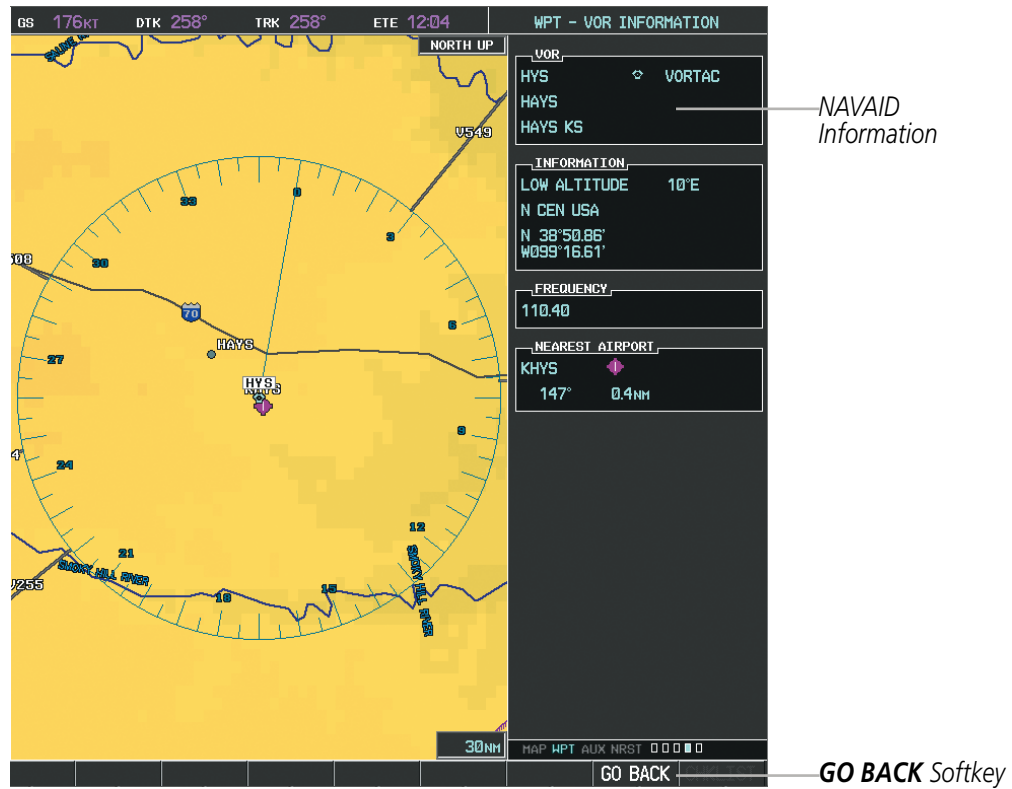 GS 176KT DTK 258° TRK 258° ETE 12:04 WPT – VOR INFORMATION
NORTH UP
VOR
HYS VORTAC
HAYS
HAYS KS
NAVAID
Information
INFORMATION
LOW ALTITUDE 10°E
N CEN USA
N 38°50.86'
W099°16.61'
FREQUENCY
110.40
NEAREST AIRPORT
KHYS
147° 0.4NM
V549
0
33
3
30
70
6
HAYS
27
HYS
9
24
12
21
SMOKY HILL RIVER
SMOKY HILL RIVER
15
18
V255
30NM
MAP WPT AUX NRST
GO BACK CHKLIST
GO BACK Softkey